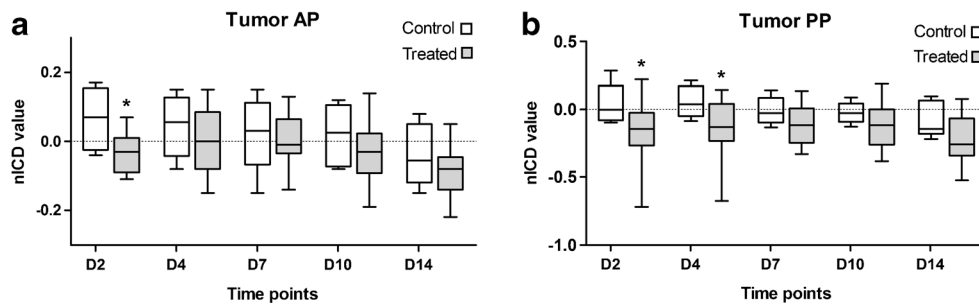 a
Tumor AP
Control
Treated
nICD value
0.2
0.0
-0.2
*
D2 D4 D7 D10 D14
Time points
b
Tumor PP
Control
Treated
nICD value
0.5
0.0
-0.5
-1.0
* *
D2 D4 D7 D10 D14
Time points